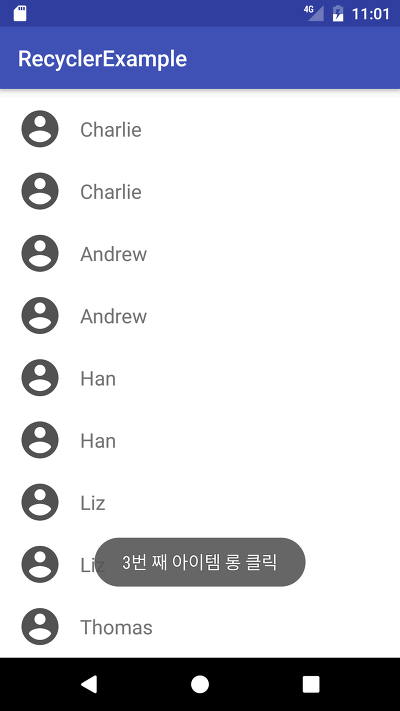 4G 11:01
RecyclerExample
Charlie
Charlie
Andrew
Andrew
Han
Han
Liz
Liz
3번 째 아이템 롱 클릭
Thomas